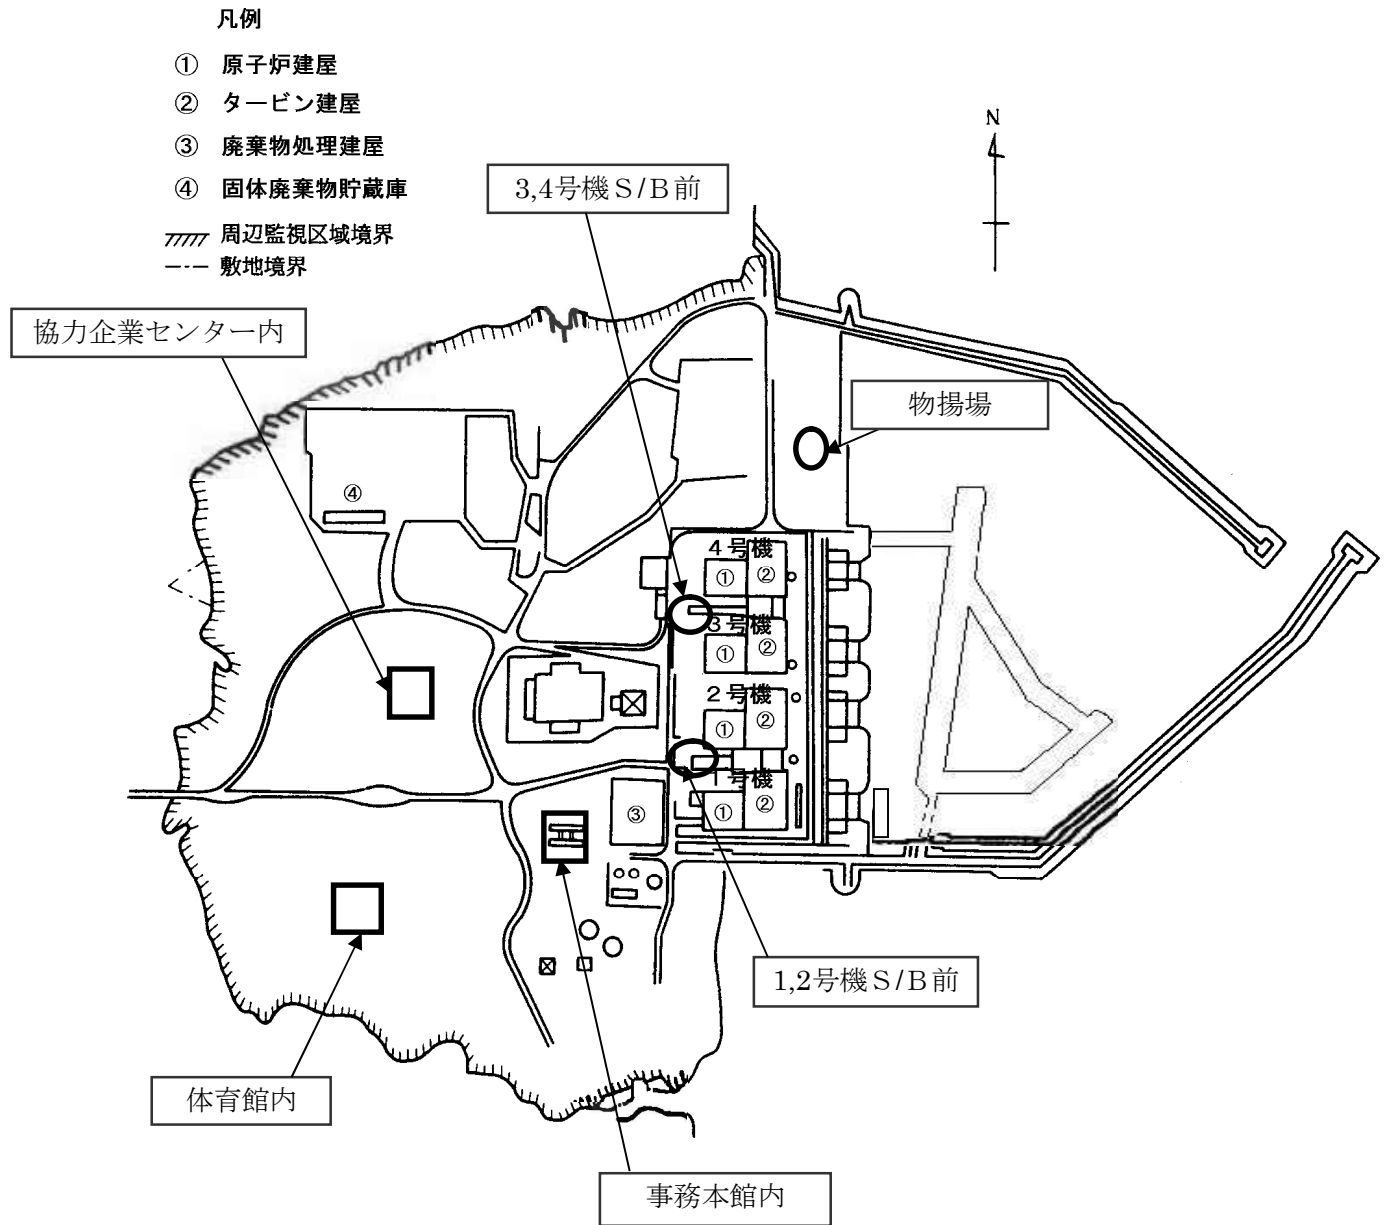 凡例
① 原子炉建屋
② タービン建屋
③ 廃棄物処理建屋
④ 固体廃棄物貯蔵庫
周辺監視区域境界
敷地境界
N
3,4号機Ｓ/Ｂ前
協力企業センター内
物揚場
④
4号機
①
②
3号機
①
②
2号機
①
②
1号機
①
②
③
1,2号機Ｓ/Ｂ前
体育館内
事務本館内